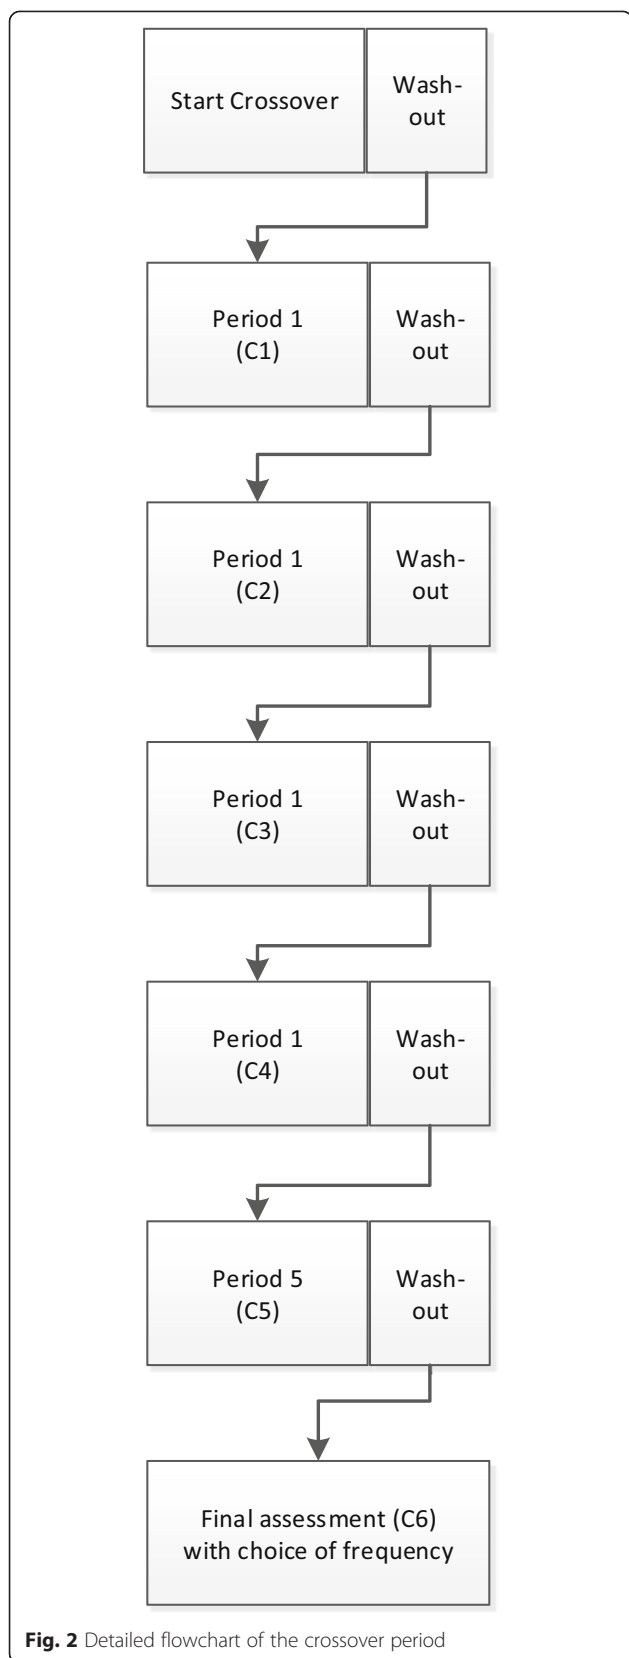 Start Crossover
Wash-
out
Period 1
(C1)
Wash-
out
Period 1
(C2)
Wash-
out
Period 1
(C3)
Wash-
out
Period 1
(C4)
Wash-
out
Period 5
(C5)
Wash-
out
Final assessment (C6)
with choice of frequency
Fig. 2 Detailed flowchart of the crossover period